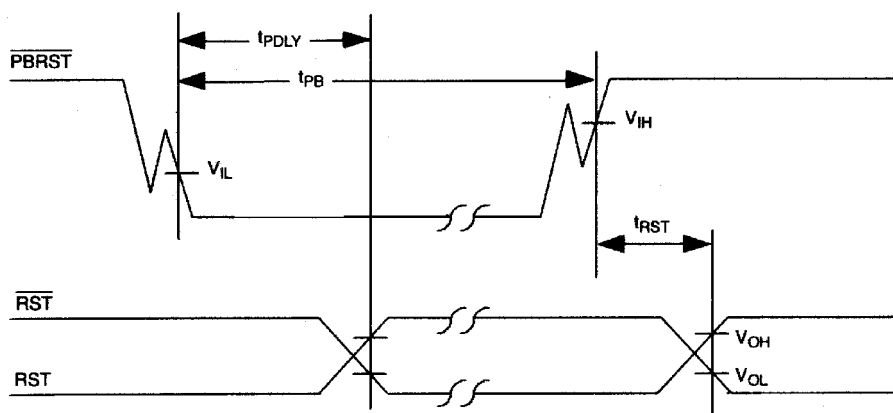 tPDLY
PBRST
tPB
VIH
VIL
tRST
RST
VOH
RST
VOL